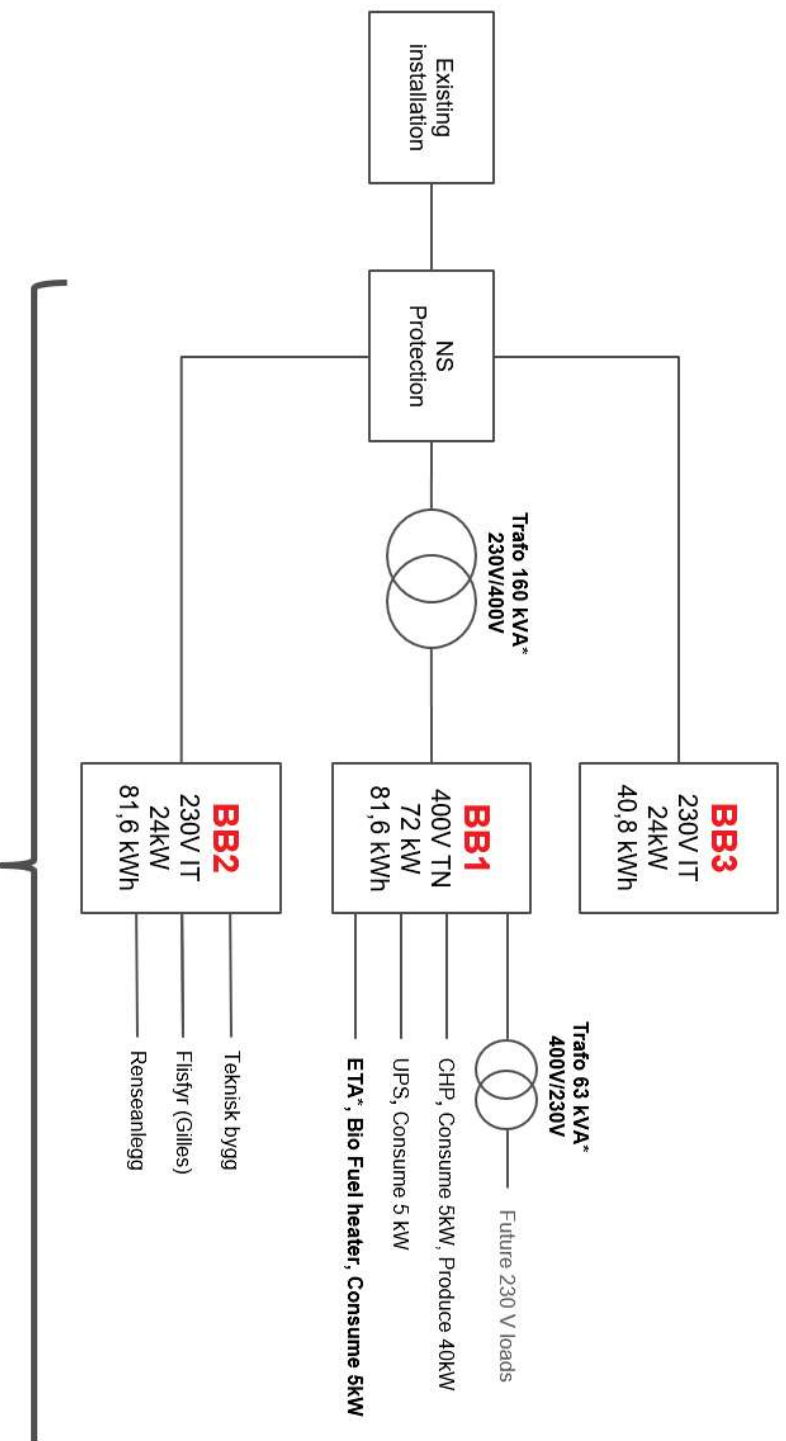 Existing
installation
NS
Protection
Trafo 160 kVA*
230V/400V
BB3
230V IT
24kW
40,8 kWh
BB1
400V TN
72 kW
81,6 kWh
BB2
230V IT
24kW
81,6 kWh
Trafo 63 kVA*
400V/230V
Future 230 V loads
CHP, Consume 5kW, Produce 40kW
UPS, Consume 5 kW
ETA*, Bio Fuel heater, Consume 5kW
Teknisk bygg
Flisfyr (Gilles)
Renseanlegg